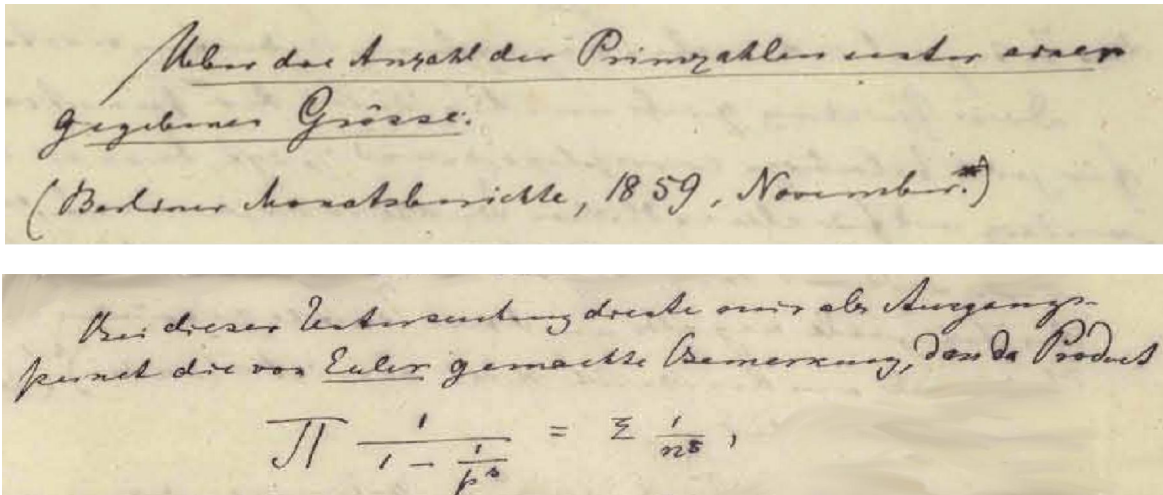 Ueber die Anzahl der Primzahlen unter einer
gegebenen Grösse.
(Berliner Monatsberichte, 1859, November.*)
Bei dieser Untersuchung diente mir als Ausgangs-
punkt die von Euler gemachte Bemerkung, dass das Product
∏ 1/(1 − 1/p^s) = Σ 1/n^s,